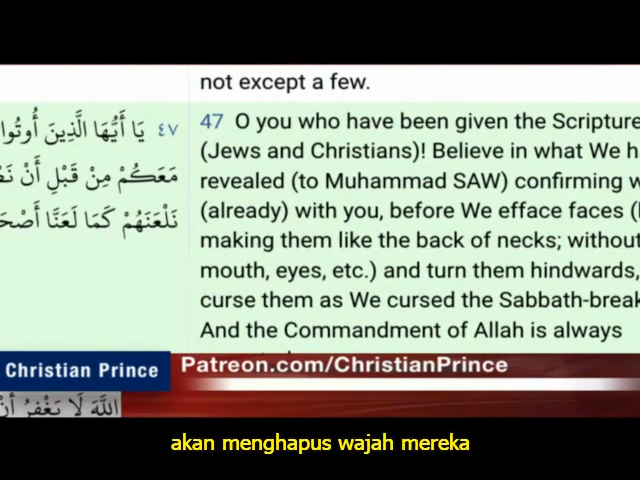 not except a few.
47 O you who have been given the Scripture
(Jews and Christians)! Believe in what We h
revealed (to Muhammad SAW) confirming w
(already) with you, before We efface faces (
making them like the back of necks; without
mouth, eyes, etc.) and turn them hindwards,
curse them as We cursed the Sabbath-break
And the Commandment of Allah is always
٤٧ يَا أَيُّهَا الَّذِينَ أُوتُوا
مَعَكُمْ مِنْ قَبْلِ أَنْ
نَلْعَنَهُمْ كَمَا لَعَنَّا أَصْحَا
Christian Prince
Patreon.com/ChristianPrince
اللَّهَ لَا يَغْفِرُ أَنْ
akan menghapus wajah mereka